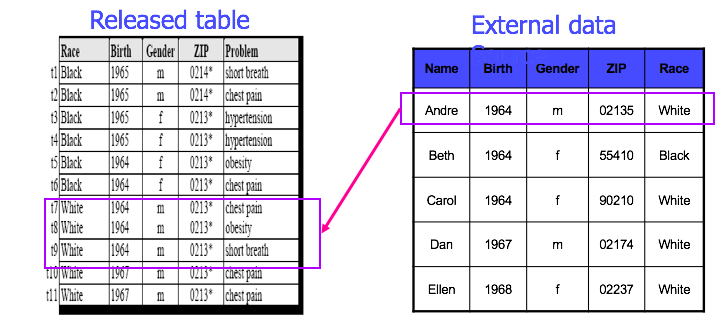 Released table
Race Birth Gender ZIP Problem
t1 Black 1965 m 0214* short breath
t2 Black 1965 m 0214* chest pain
t3 Black 1965 f 0213* hypertension
t4 Black 1965 f 0213* hypertension
t5 Black 1964 f 0213* obesity
t6 Black 1964 f 0213* chest pain
t7 White 1964 m 0213* chest pain
t8 White 1964 m 0213* obesity
t9 White 1964 m 0213* short breath
t10 White 1967 m 0213* chest pain
t11 White 1967 m 0213* chest pain
External data
Name Birth Gender ZIP Race
Andre 1964 m 02135 White
Beth 1964 f 55410 Black
Carol 1964 f 90210 White
Dan 1967 m 02174 White
Ellen 1968 f 02237 White